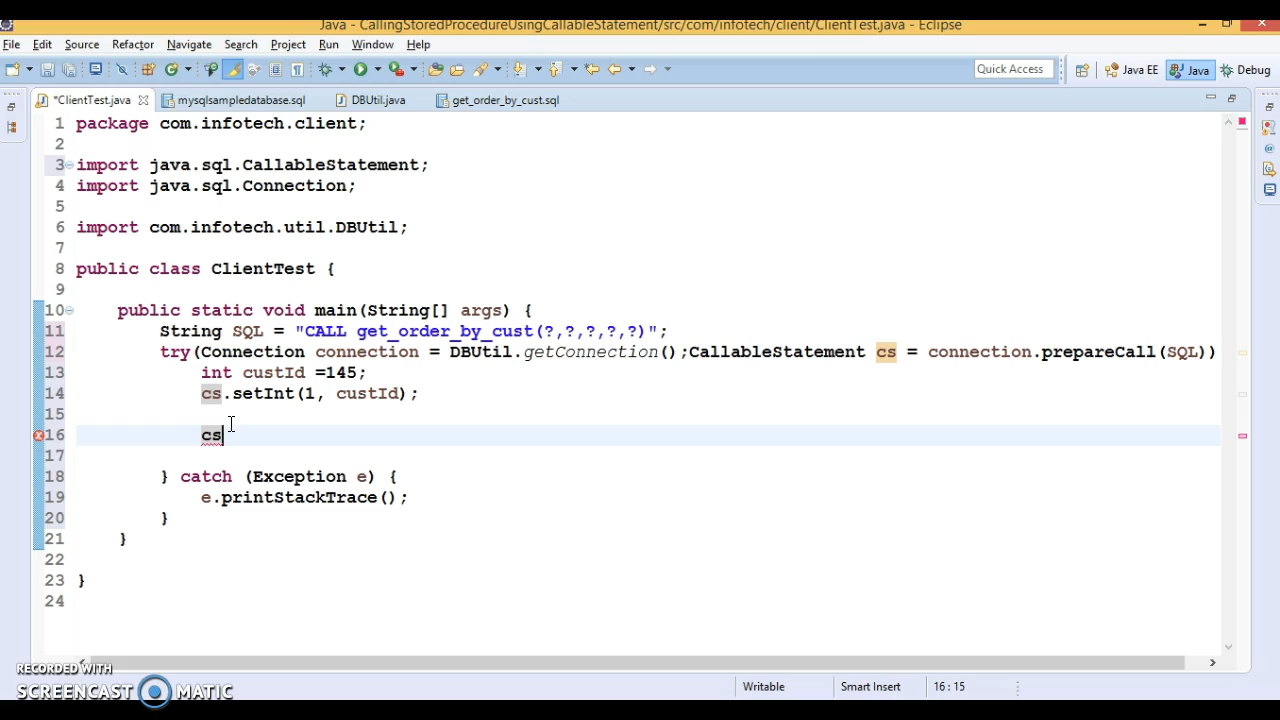 Java - CallingStoredProcedureUsingCallableStatement/src/com/infotech/client/ClientTest.java - Eclipse
File Edit Source Refactor Navigate Search Project Run Window Help
Quick Access Java EE Java Debug
*ClientTest.java mysqlsampledatabase.sql DBUtil.java get_order_by_cust.sql
1 package com.infotech.client;
2
3 import java.sql.CallableStatement;
4 import java.sql.Connection;
5
6 import com.infotech.util.DBUtil;
7
8 public class ClientTest {
9
10 public static void main(String[] args) {
11 String SQL = "CALL get_order_by_cust(?,?,?,?,?)";
12 try(Connection connection = DBUtil.getConnection();CallableStatement cs = connection.prepareCall(SQL))
13 int custId =145;
14 cs.setInt(1, custId);
15
16 cs
17
18 } catch (Exception e) {
19 e.printStackTrace();
20 }
21 }
22
23 }
24
RECORDED WITH
SCREENCAST MATIC
Writable Smart Insert 16 : 15